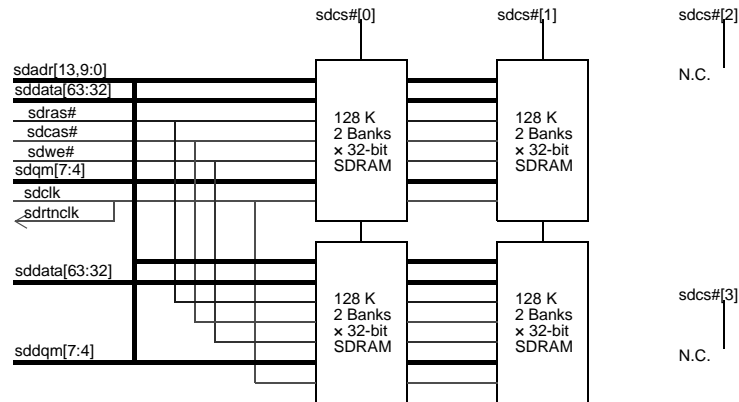 sdcs#[0]
sdcs#[1]
sdcs#[2]
sdadr[13,9:0]
sddata[63:32]
sdras#
sdcas#
sdwe#
sdqm[7:4]
sdclk
sdrtnclk
128 K
2 Banks
× 32-bit
SDRAM
128 K
2 Banks
× 32-bit
SDRAM
N.C.
sddata[63:32]
sddqm[7:4]
128 K
2 Banks
× 32-bit
SDRAM
128 K
2 Banks
× 32-bit
SDRAM
sdcs#[3]
N.C.